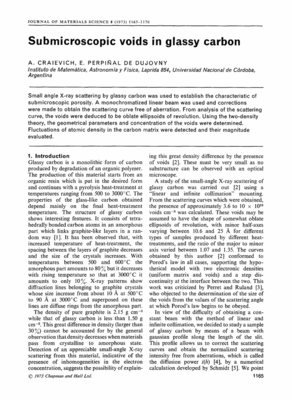 JOURNAL OF MATERIALS SCIENCE 8 (1973) 1165-1170
Submicroscopic voids in glassy carbon
A. CRAIEVICH, E. PERPIÑAL DE DUJOVNY
Instituto de Matemática, Astronomía y Física, Laprida 854, Universidad Nacional de Córdoba,
Argentina
Small angle X-ray scattering by glassy carbon was used to establish the characteristic of
submicroscopic porosity. A monochromatized linear beam was used and corrections
were made to obtain the scattering curve free of aberration. From analysis of the scattering
curve, the voids were deduced to be oblate ellipsoids of revolution. Using the two-density
theory, the geometrical parameters and concentration of the voids were determined.
Fluctuations of atomic density in the carbon matrix were detected and their magnitude
evaluated.
1. Introduction
Glassy carbon is a monolithic form of carbon
produced by degradation of an organic polymer.
The production of this material starts from an
organic resin which is put in the desired form
and continues with a pyrolysis heat-treatment at
temperatures ranging from 500 to 3000° C. The
properties of the glass-like carbon obtained
depend mainly on the final heat-treatment
temperature. The structure of glassy carbon
shows interesting features. It consists of tetra-
hedrally bonded carbon atoms in an amorphous
part which links graphite-like layers in a ran-
dom way [1]. It has been observed that, with
increased temperature of heat-treatment, the
spacing between the layers of graphite decreases
and the size of the crystals increases. With
temperatures between 500 and 600° C the
amorphous part amounts to 85% but it decreases
with rising temperature so that at 3000° C it
amounts to only 10%. X-ray patterns show
diffraction lines belonging to graphite crystals
whose size increases from about 10 Å at 500° C
to 90 Å at 3000° C and superposed on these
lines are diffuse rings from the amorphous part.
The density of pure graphite is 2.15 g cm⁻³
while that of glassy carbon is less than 1.50 g
cm⁻³. This great difference in density (larger than
30%) cannot be accounted for by the general
observation that density decreases when materials
pass from crystalline to amorphous state.
Detection of an appreciable small-angle X-ray
scattering from this material, indicative of the
presence of inhomogeneities in the electron
concentration, suggests the possibility of explain-
© 1973 Chapman and Hall Ltd.
ing this great density difference by the presence
of voids [2]. These must be very small as no
substructure can be observed with an optical
microscope.
A study of the small-angle X-ray scattering of
glassy carbon was carried out [2] using a
"linear and infinite collimation" mounting.
From the scattering curves which were obtained,
the presence of approximately 3.6 to 10 × 10¹⁸
voids cm⁻³ was calculated. These voids may be
assumed to have the shape of somewhat oblate
ellipsoids of revolution, with minor half-axes
varying between 10.6 and 25 Å for different
types of samples produced by different heat-
treatments, and the ratio of the major to minor
axis varied between 1.07 and 1.35. The curves
obtained by this author [2] conformed to
Porod's law in all cases, supporting the hypo-
thetical model with two electronic densities
(uniform matrix and voids) and a step dis-
continuity at the interface between the two. This
work was criticized by Perret and Ruland [3],
who objected to the determination of the size of
the voids from the values of the scattering angle
at which Porod's law begins to be obeyed.
In view of the difficulty of obtaining a con-
stant beam with the method of linear and
infinite collimation, we decided to study a sample
of glassy carbon by means of a beam with
gaussian profile along the length of the slit.
This profile allows us to correct the scattering
curves and obtain the normalized scattering
intensity free from aberrations, which is called
the diffusion power i(h) [4], by a numerical
calculation developed by Schmidt [5]. We point
1165